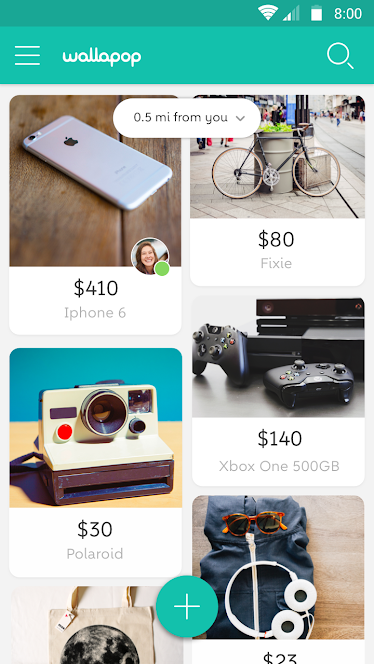 8:00
wallapop
0.5 mi from you
$410
Iphone 6
$80
Fixie
$140
Xbox One 500GB
$30
Polaroid
$23